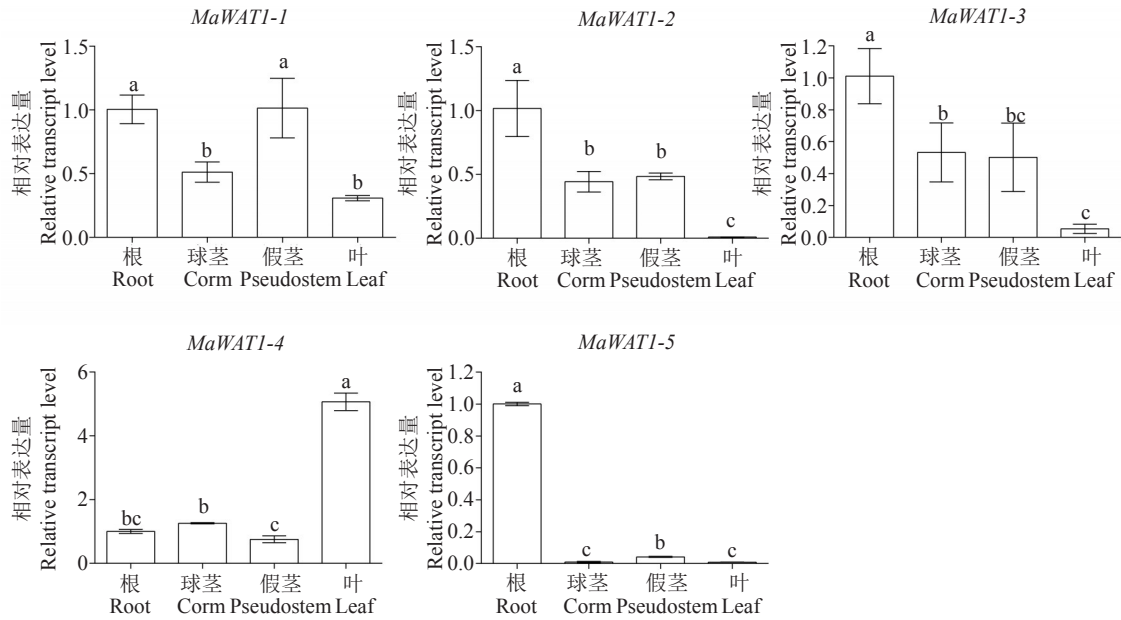 MaWAT1-1
相对表达量
Relative transcript level
1.5
1.0
0.5
0.0
a
b
a
b
根 球茎 假茎 叶
Root Corm Pseudostem Leaf
MaWAT1-2
相对表达量
Relative transcript level
1.5
1.0
0.5
0.0
a
b
b
c
根 球茎 假茎 叶
Root Corm Pseudostem Leaf
MaWAT1-3
相对表达量
Relative transcript level
1.2
1.0
0.8
0.6
0.4
0.2
0.0
a
b
bc
c
根 球茎 假茎 叶
Root Corm Pseudostem Leaf
MaWAT1-4
相对表达量
Relative transcript level
6
4
2
0
bc
b
c
a
根 球茎 假茎 叶
Root Corm Pseudostem Leaf
MaWAT1-5
相对表达量
Relative transcript level
1.2
1.0
0.8
0.6
0.4
0.2
0.0
a
c
b
c
根 球茎 假茎 叶
Root Corm Pseudostem Leaf